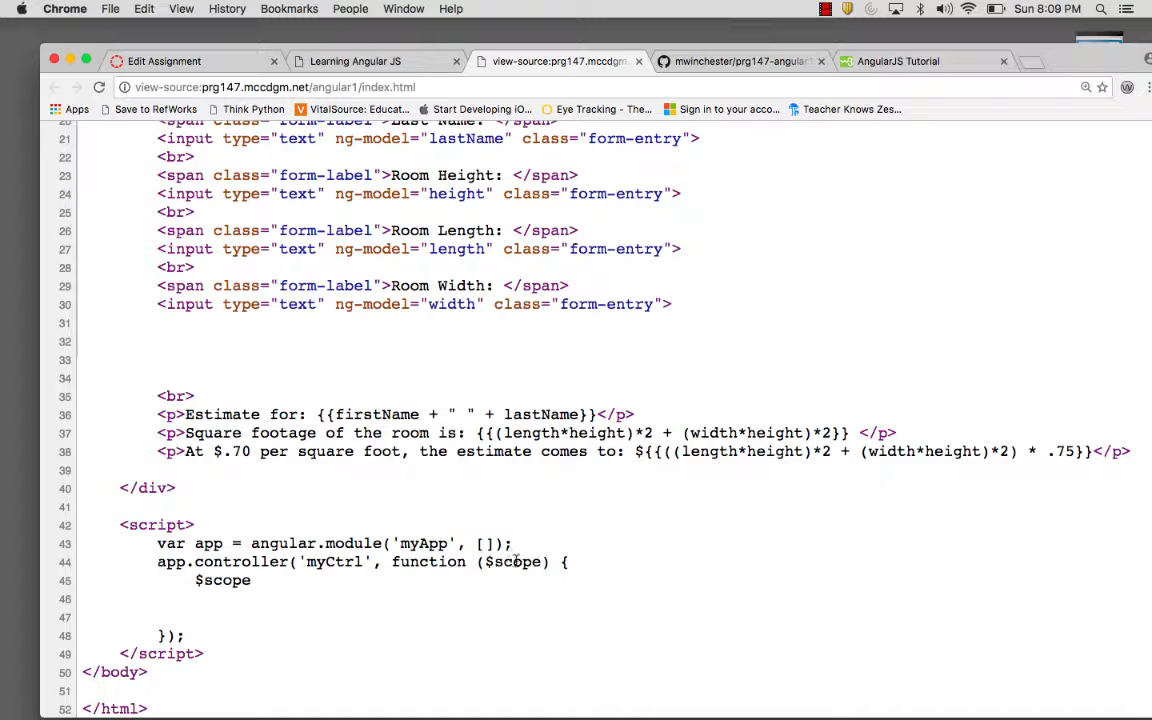 Chrome File Edit View History Bookmarks People Window Help Sun 8:09 PM
Edit Assignment Learning Angular JS view-source:prg147.mccdgm. mwinchester/prg147-angular AngularJS Tutorial
view-source:prg147.mccdgm.net/angular1/index.html
Apps Save to RefWorks Think Python VitalSource: Educat... Start Developing iO... Eye Tracking - The... Sign in to your acco... Teacher Knows Zes...
20 <span class="form-label">Last Name: </span>
21 <input type="text" ng-model="lastName" class="form-entry">
22 <br>
23 <span class="form-label">Room Height: </span>
24 <input type="text" ng-model="height" class="form-entry">
25 <br>
26 <span class="form-label">Room Length: </span>
27 <input type="text" ng-model="length" class="form-entry">
28 <br>
29 <span class="form-label">Room Width: </span>
30 <input type="text" ng-model="width" class="form-entry">
31
32
33
34
35 <br>
36 <p>Estimate for: {{firstName + " " + lastName}}</p>
37 <p>Square footage of the room is: {{(length*height)*2 + (width*height)*2}} </p>
38 <p>At $.70 per square foot, the estimate comes to: ${{((length*height)*2 + (width*height)*2) * .75}}</p>
39
40 </div>
41
42 <script>
43 var app = angular.module('myApp', []);
44 app.controller('myCtrl', function ($scope) {
45 $scope
46
47
48 });
49 </script>
50 </body>
51
52 </html>